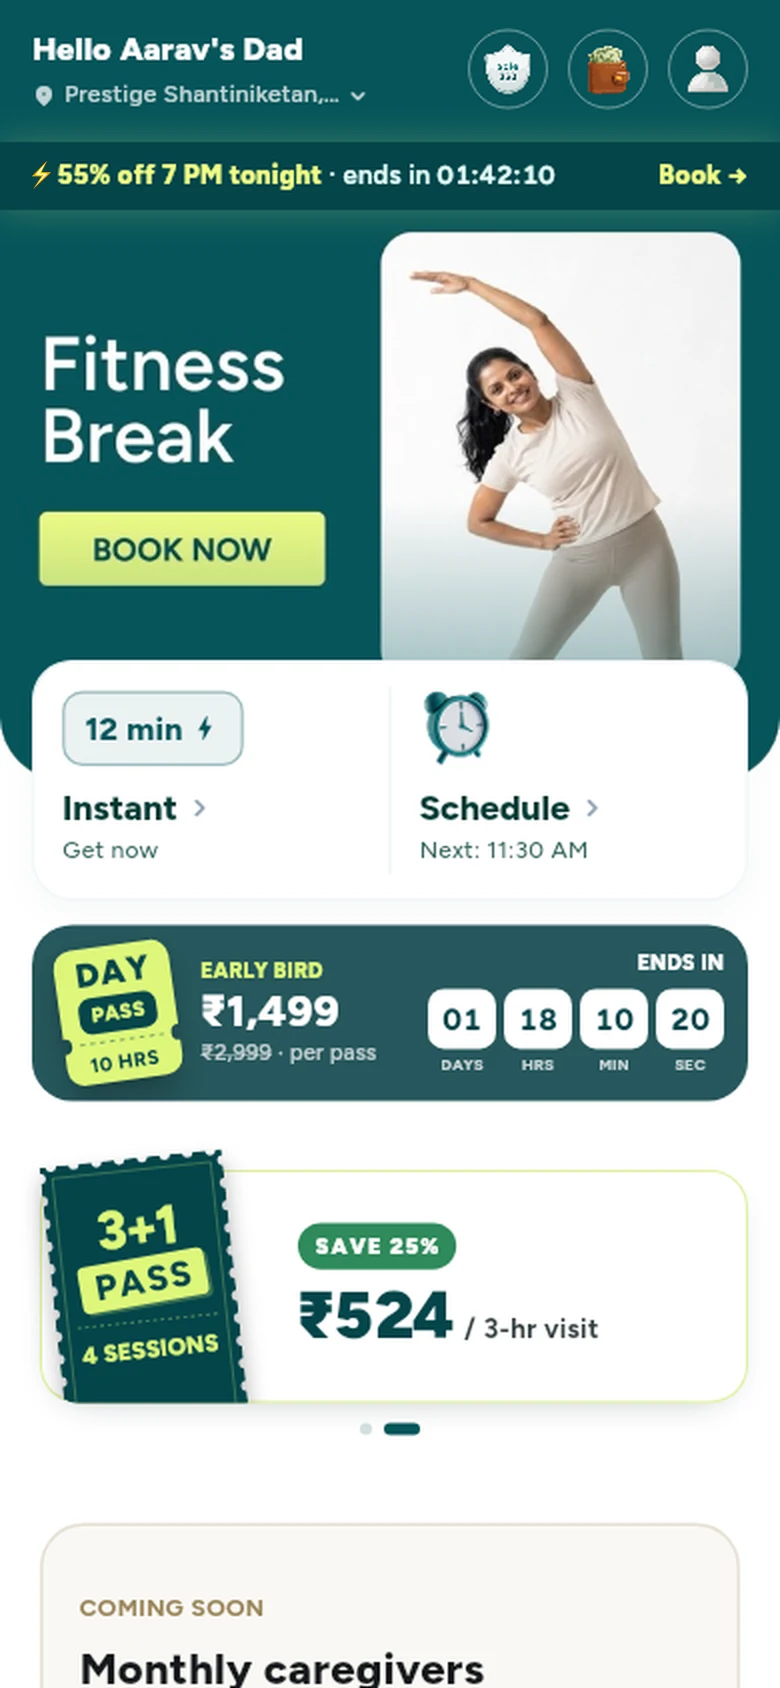 Hello Aarav's Dad
Prestige Shantiniketan,...
⚡55% off 7 PM tonight · ends in 01:42:10
Book →
Fitness
Break
BOOK NOW
12 min
Instant >
Get now
Schedule >
Next: 11:30 AM
DAY
PASS
10 HRS
EARLY BIRD
₹1,499
₹2,999 · per pass
ENDS IN
01 18 10 20
DAYS HRS MIN SEC
3+1
PASS
4 SESSIONS
SAVE 25%
₹524 / 3-hr visit
COMING SOON
Monthly caregivers